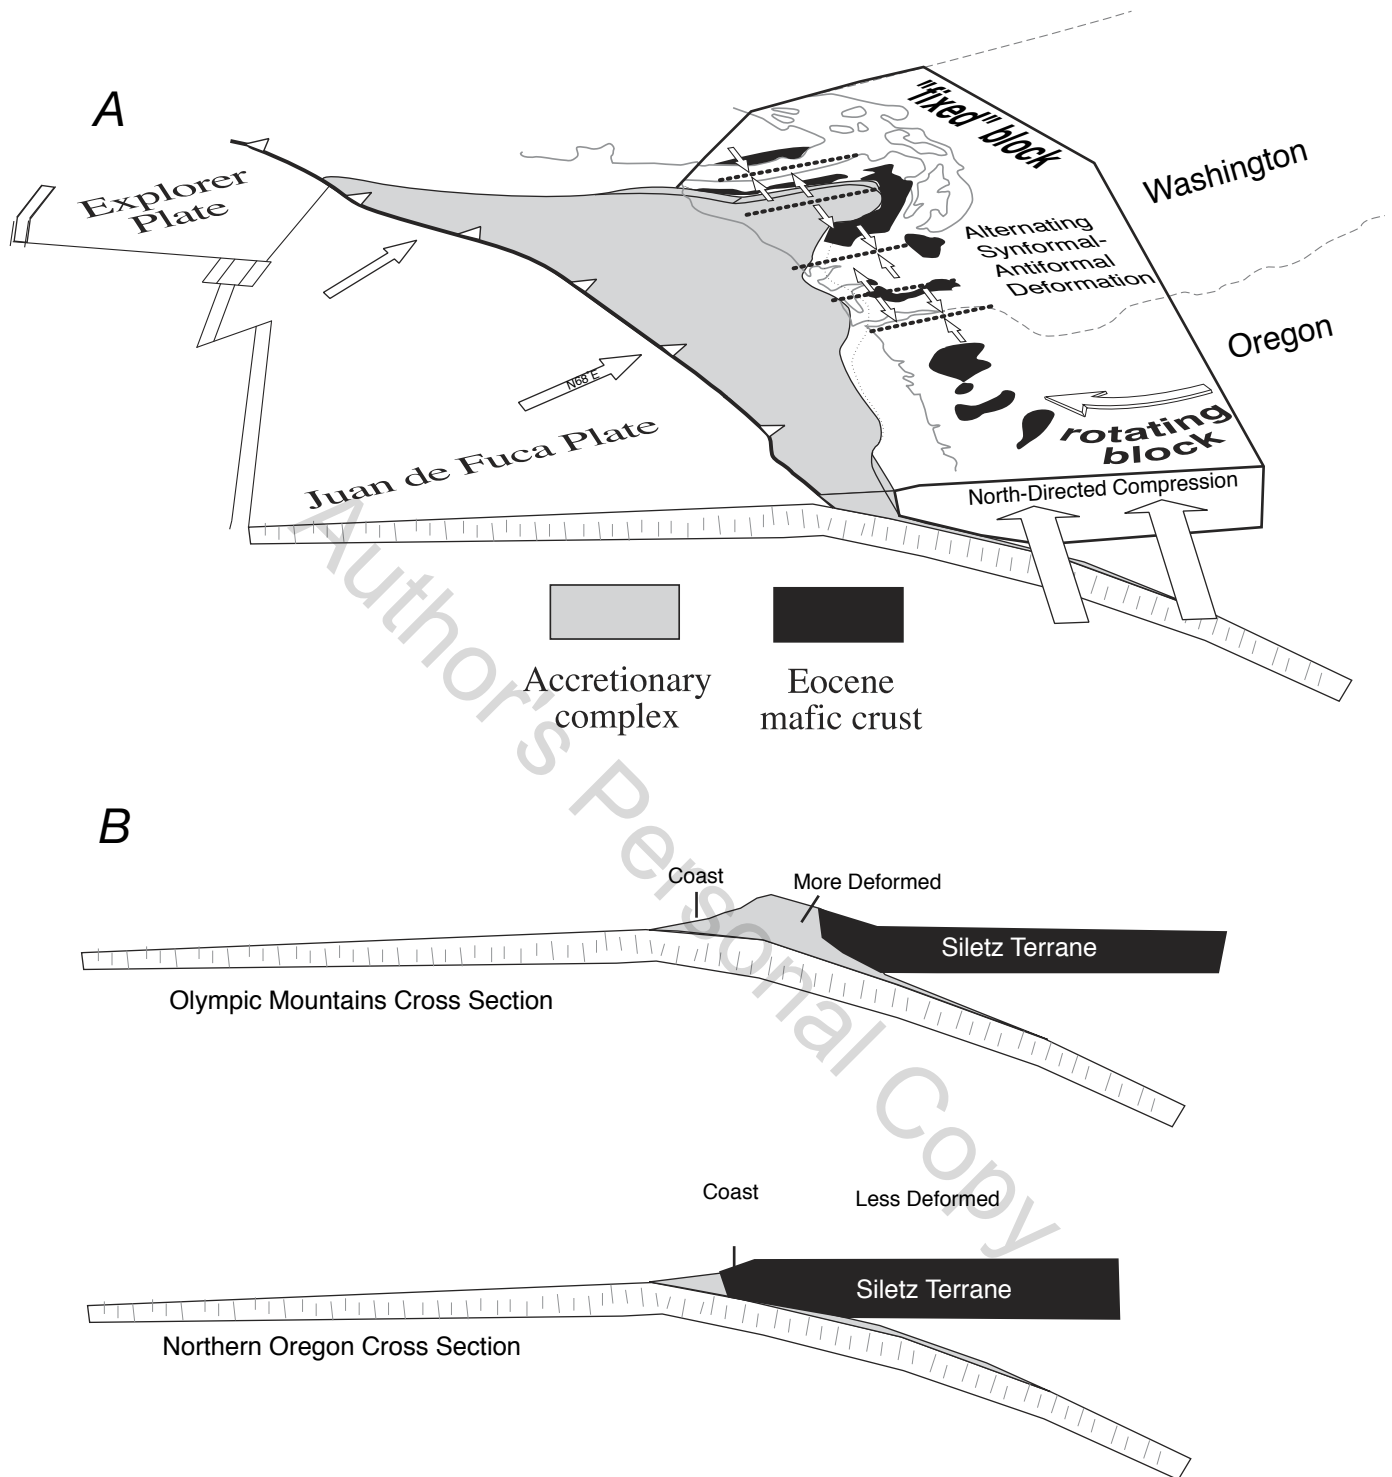 A
"fixed" block
Washington
Explorer
Plate
Alternating
Synformal-
Antiformal
Deformation
Oregon
N68°E
rotating
block
Juan de Fuca Plate
North-Directed Compression
Accretionary
complex
Eocene
mafic crust
Author's Personal Copy
B
Coast
More Deformed
Siletz Terrane
Olympic Mountains Cross Section
Coast
Less Deformed
Siletz Terrane
Northern Oregon Cross Section